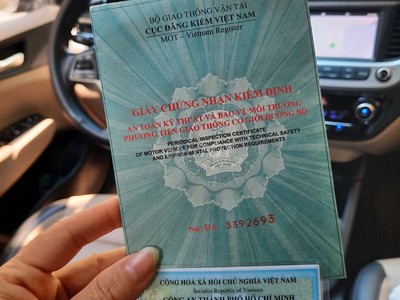 BỘ GIAO THÔNG VẬN TẢI
CỤC ĐĂNG KIỂM VIỆT NAM
MOT - Vietnam Register
GIẤY CHỨNG NHẬN KIỂM ĐỊNH
AN TOÀN KỸ THUẬT VÀ BẢO VỆ MÔI TRƯỜNG
PHƯƠNG TIỆN GIAO THÔNG CƠ GIỚI ĐƯỜNG BỘ
PERIODICAL INSPECTION CERTIFICATE
OF MOTOR VEHICLE FOR COMPLIANCE WITH TECHNICAL SAFETY
AND ENVIRONMENTAL PROTECTION REQUIREMENTS
3392693
CỘNG HÒA XÃ HỘI CHỦ NGHĨA VIỆT NAM
Socialist Republic of Vietnam
CÔNG AN THÀNH PHỐ HỒ CHÍ MINH